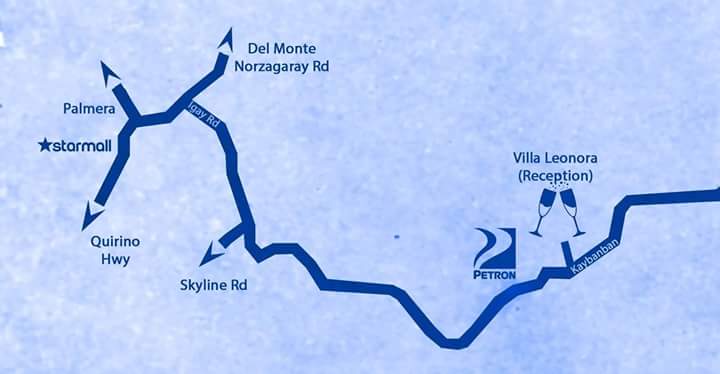 Del Monte
Norzagaray Rd
Palmera
Igay Rd
starmall
Villa Leonora
(Reception)
Quirino
Hwy
Skyline Rd
PETRON
Kaybanban